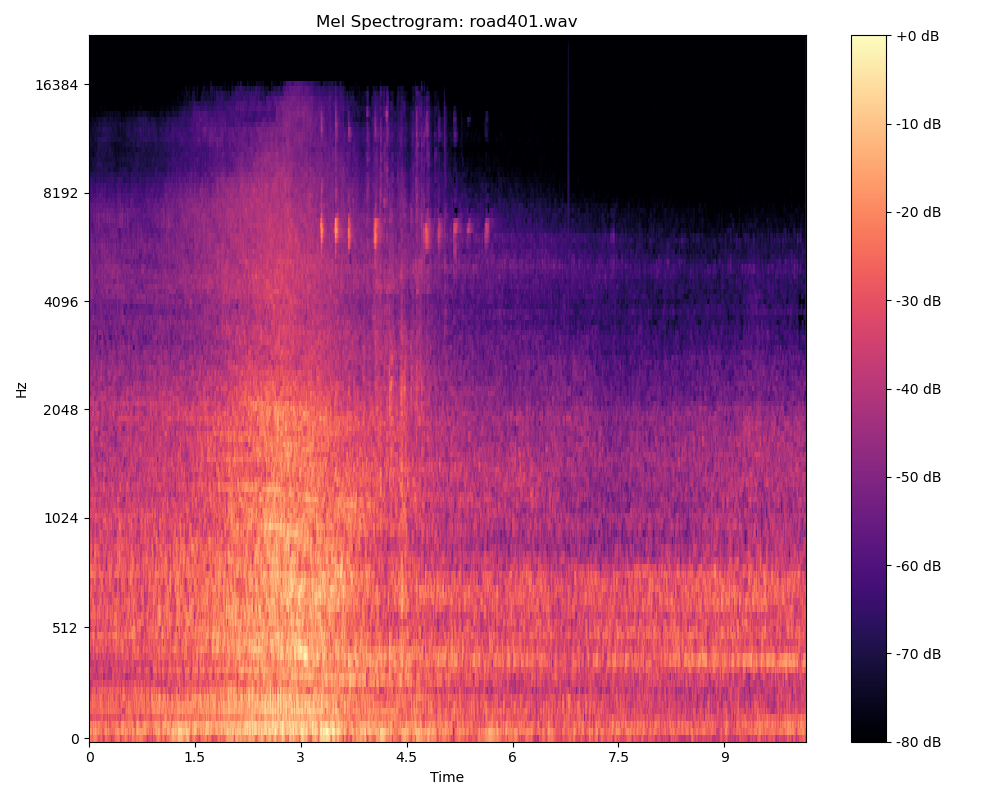 Mel Spectrogram: road401.wav
+0 dB
16384
-10 dB
8192
-20 dB
4096
-30 dB
Hz
2048
-40 dB
-50 dB
1024
-60 dB
512
-70 dB
0
-80 dB
0 1.5 3 4.5 6 7.5 9
Time